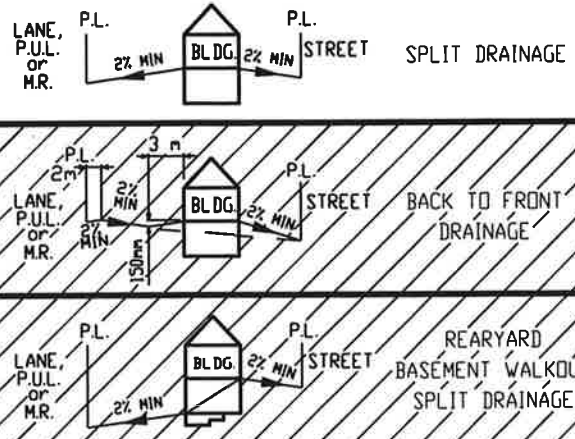 P.L.
P.L.
LANE,
P.U.L.
or
M.R.
2% MIN
BLDG.
2% MIN
STREET
SPLIT DRAINAGE
3 m
P.L.
2m
2%
MIN
P.L.
LANE,
P.U.L.
or
M.R.
2%
MIN
BLDG.
2% MIN
STREET
150mm
BACK TO FRONT
DRAINAGE
P.L.
P.L.
LANE,
P.U.L.
or
M.R.
2% MIN
BLDG.
2% MIN
STREET
REARYARD
BASEMENT WALKOU
SPLIT DRAINAGE